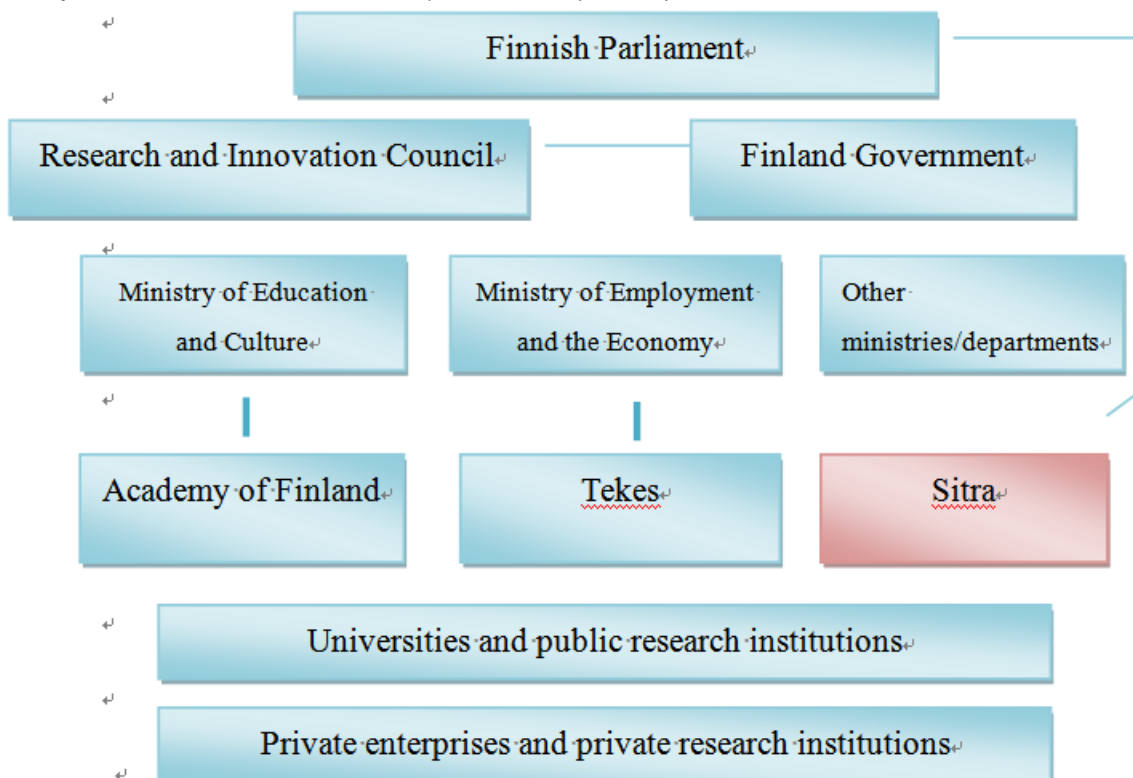 Finnish Parliament
Research and Innovation Council
Finland Government
Ministry of Education
and Culture
Ministry of Employment
and the Economy
Other
ministries/departments
Academy of Finland
Tekes
Sitra
Universities and public research institutions
Private enterprises and private research institutions